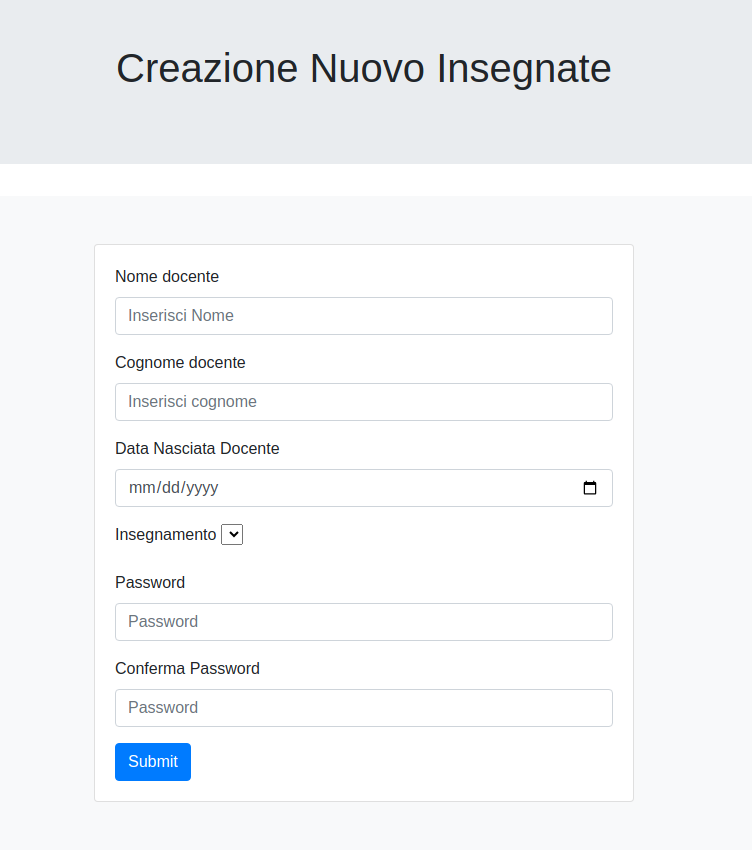 Creazione Nuovo Insegnate
Nome docente
Inserisci Nome
Cognome docente
Inserisci cognome
Data Nasciata Docente
mm/dd/yyyy
Insegnamento
Password
Password
Conferma Password
Password
Submit